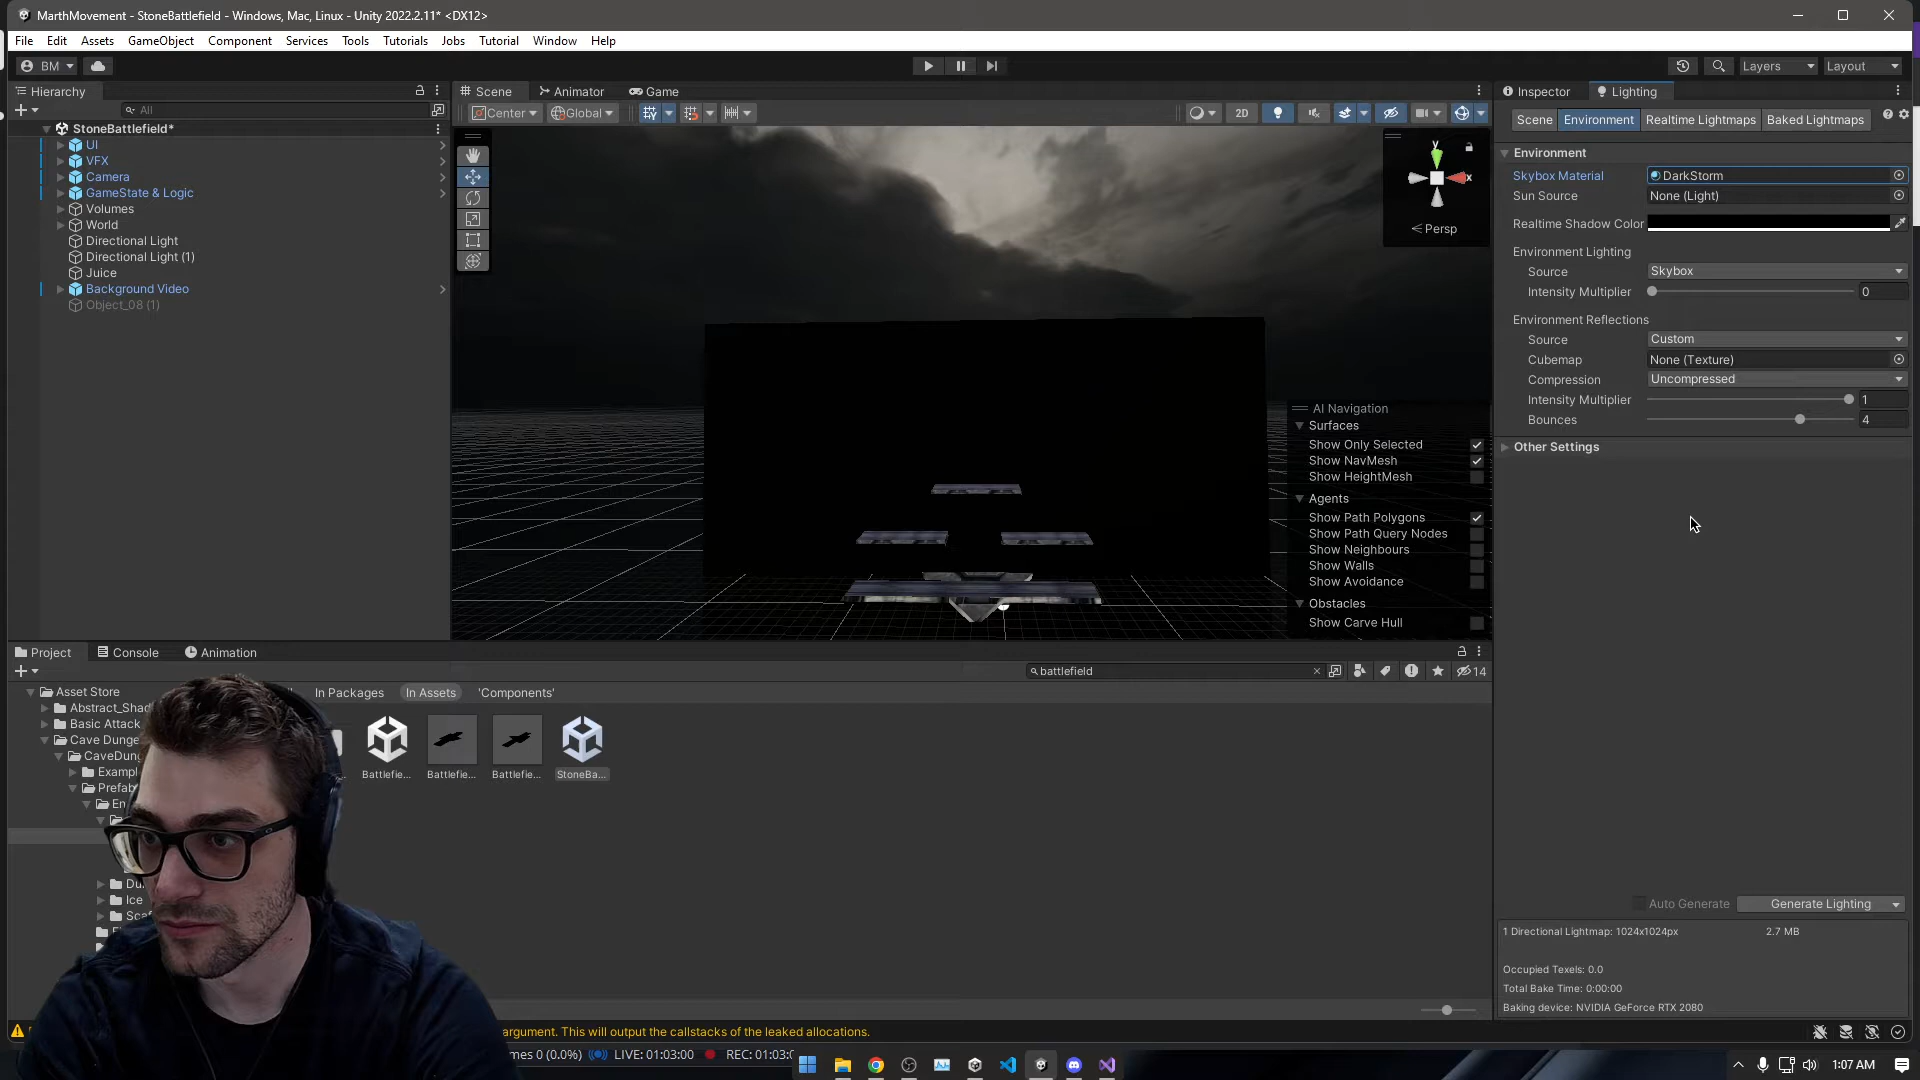 MarthMovement - StoneBattlefield - Windows, Mac, Linux - Unity 2022.2.11* <DX12>
File Edit Assets GameObject Component Services Tools Tutorials Jobs Tutorial Window Help
BM Layers Layout
Hierarchy
All
StoneBattlefield*
UI
VFX
Camera
GameState & Logic
Volumes
World
Directional Light
Directional Light (1)
Juice
Background Video
Object_08 (1)
Scene Animator Game
Center Global 2D
y
x
Persp
AI Navigation
Surfaces
Show Only Selected
Show NavMesh
Show HeightMesh
Agents
Show Path Polygons
Show Path Query Nodes
Show Neighbours
Show Walls
Show Avoidance
Obstacles
Show Carve Hull
Inspector Lighting
Scene Environment Realtime Lightmaps Baked Lightmaps
Environment
Skybox Material DarkStorm
Sun Source None (Light)
Realtime Shadow Color
Environment Lighting
Source Skybox
Intensity Multiplier 0
Environment Reflections
Source Custom
Cubemap None (Texture)
Compression Uncompressed
Intensity Multiplier 1
Bounces 4
Other Settings
Auto Generate Generate Lighting
1 Directional Lightmap: 1024x1024px 2.7 MB
Occupied Texels: 0.0
Total Bake Time: 0:00:00
Baking device: NVIDIA GeForce RTX 2080
Project Console Animation
battlefield 14
Asset Store
Abstract_Shad
Basic Attack
Cave Dunge
CaveDung
Exampl
Prefab
En
Du
Ice
Scaf
In Packages In Assets 'Components'
Battlefie... Battlefie... Battlefie... StoneBa...
argument. This will output the callstacks of the leaked allocations.
mes 0 (0.0%) LIVE: 01:03:00 REC: 01:03:0
1:07 AM